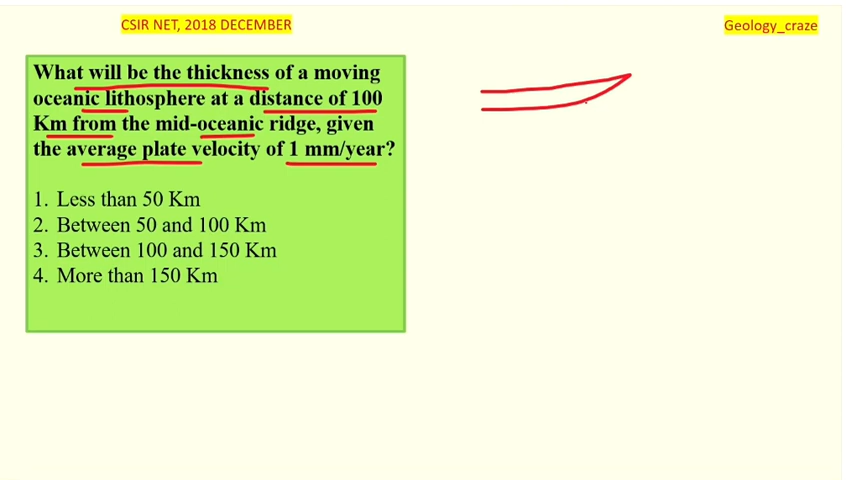 CSIR NET, 2018 DECEMBER
Geology_craze
What will be the thickness of a moving
oceanic lithosphere at a distance of 100
Km from the mid-oceanic ridge, given
the average plate velocity of 1 mm/year?
1. Less than 50 Km
2. Between 50 and 100 Km
3. Between 100 and 150 Km
4. More than 150 Km